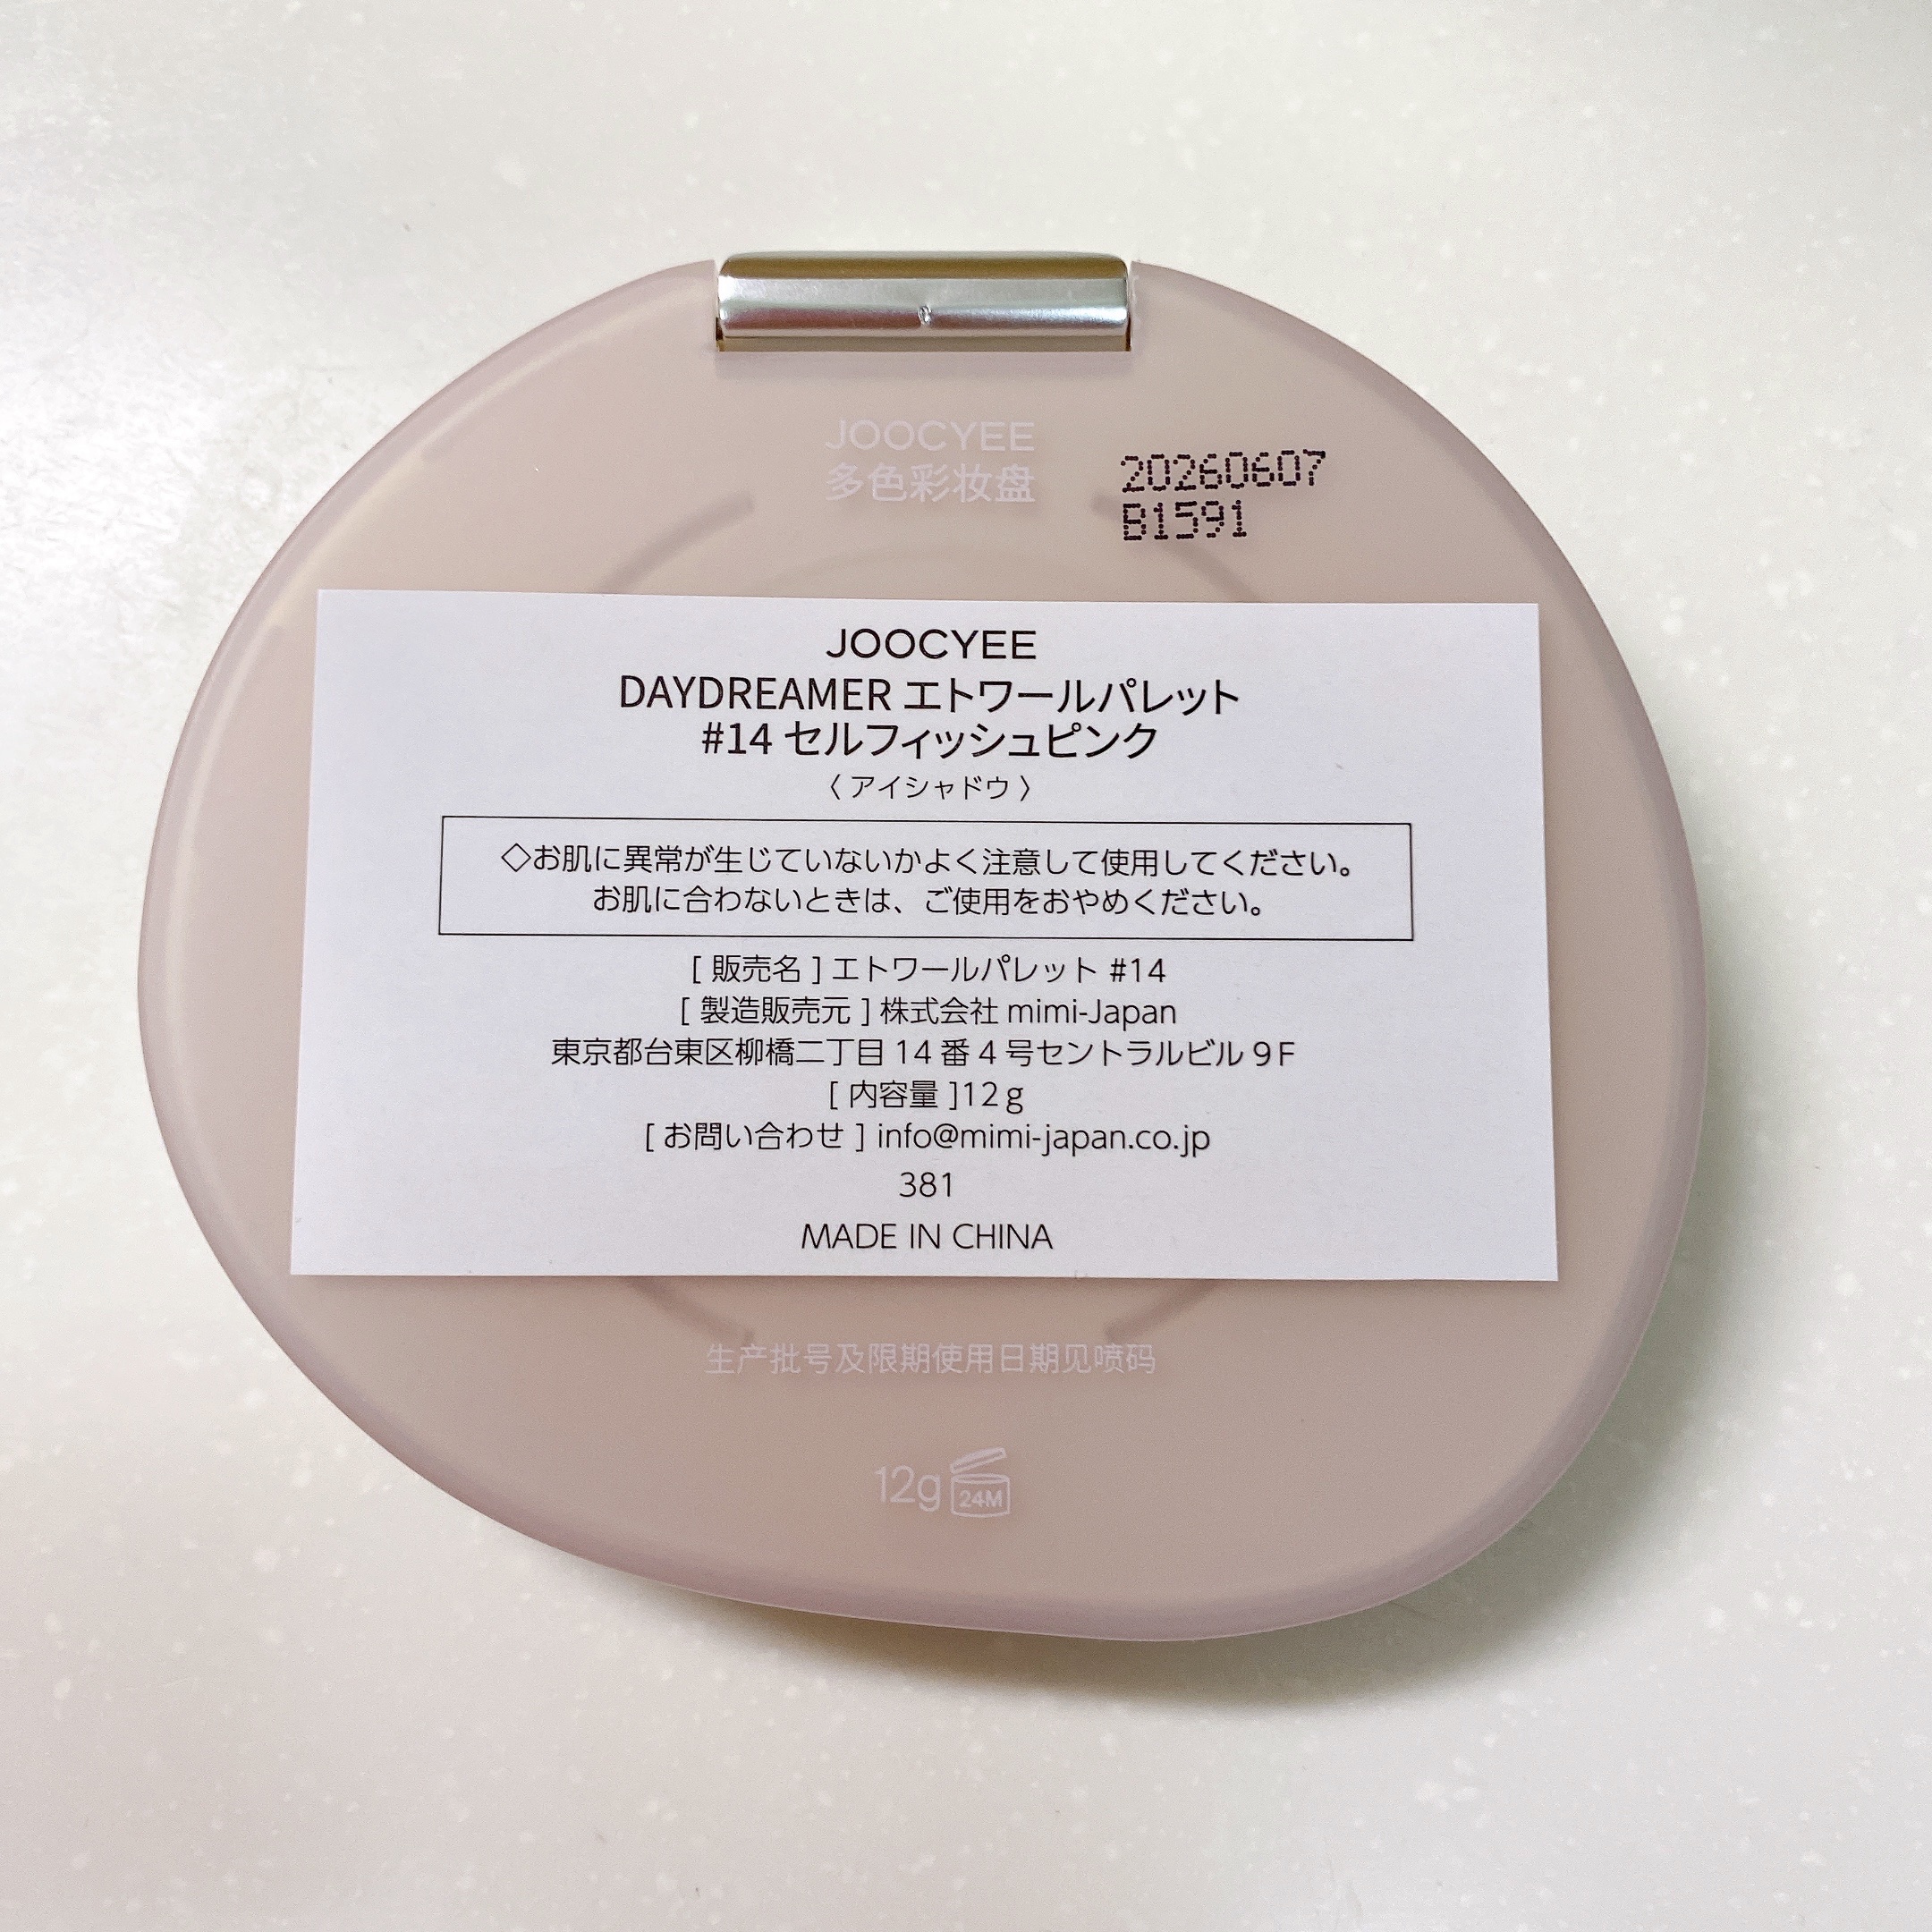 JOOCYEE
多色彩妆盘
20260607
B1591
JOOCYEE
DAYDREAMER エトワールパレット
#14 セルフィッシュピンク
〈 アイシャドウ 〉
◇お肌に異常が生じていないかよく注意して使用してください。
お肌に合わないときは、ご使用をおやめください。
[ 販売名 ] エトワールパレット #14
[ 製造販売元 ] 株式会社 mimi-Japan
東京都台東区柳橋二丁目 14 番 4 号セントラルビル 9 F
[ 内容量 ]12 g
[ お問い合わせ ] info@mimi-japan.co.jp
381
MADE IN CHINA
生产批号及限期使用日期见喷码
12g 24M